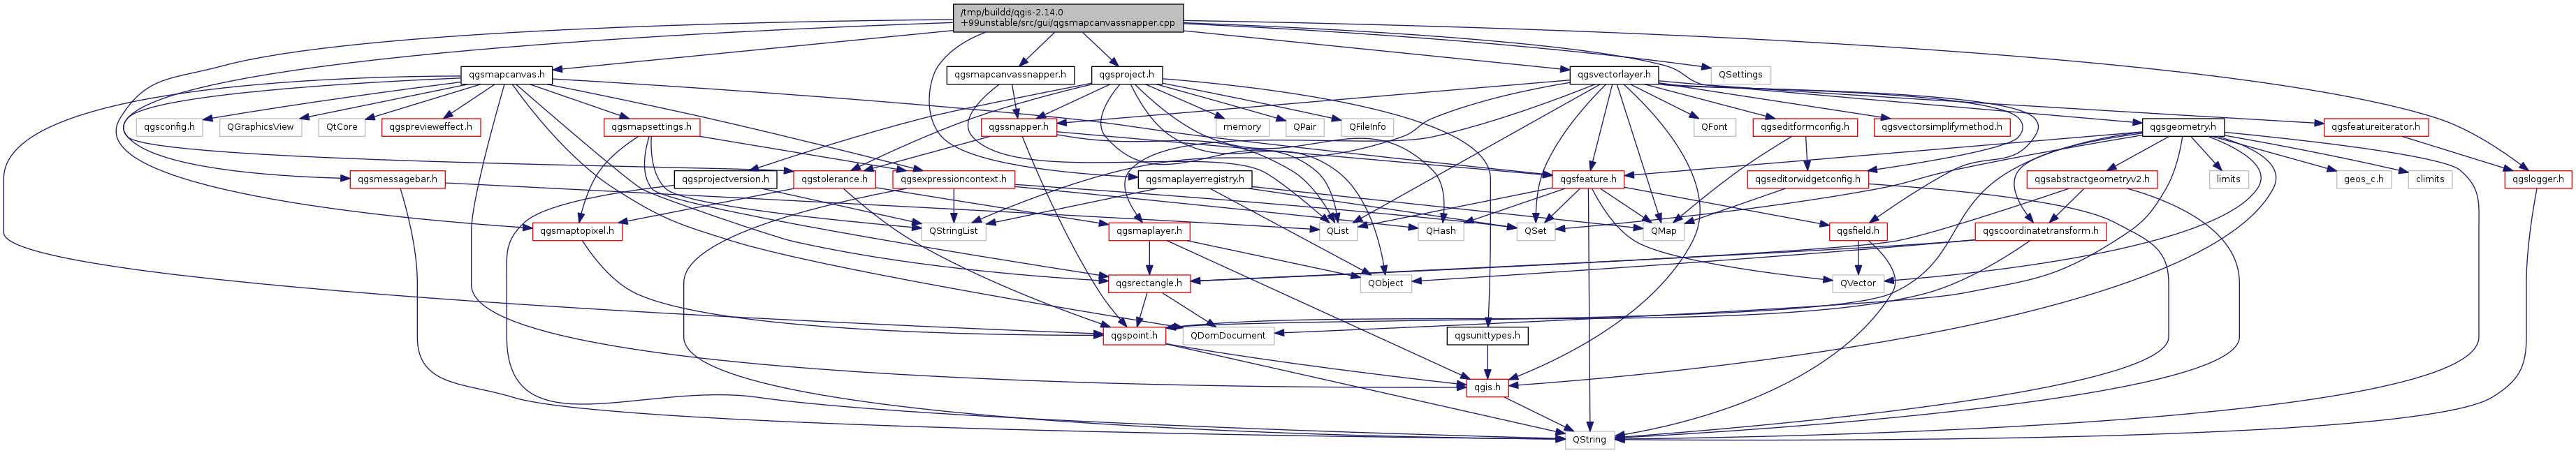 /tmp/buildd/qgis-2.14.0
+99unstable/src/gui/qgsmapcanvassnapper.cpp
qgsmapcanvas.h
qgsmapcanvassnapper.h
qgsproject.h
qgsvectorlayer.h
QSettings
qgsconfig.h
QGraphicsView
QtCore
qgspreviewEffect.h
qgsmapsettings.h
qgssnapper.h
memory
QPair
QFileInfo
QFont
qgseditformconfig.h
qgsvectorsimplifymethod.h
qgsgeometry.h
qgsfeatureiterator.h
qgsmessagebar.h
qgsprojectversion.h
qgstolerance.h
qgsexpressioncontext.h
qgsmaplayerregistry.h
qgsfeature.h
qgseditorwidgetconfig.h
qgsabstractgeometryv2.h
limits
geos_c.h
climits
qgslogger.h
qgsmaptopixel.h
QStringList
qgsmaplayer.h
QList
QHash
QSet
QMap
qgsfield.h
qgscoordinatetransform.h
qgsrectangle.h
QObject
QVector
qgspoint.h
QDomDocument
qgsunittypes.h
qgis.h
QString